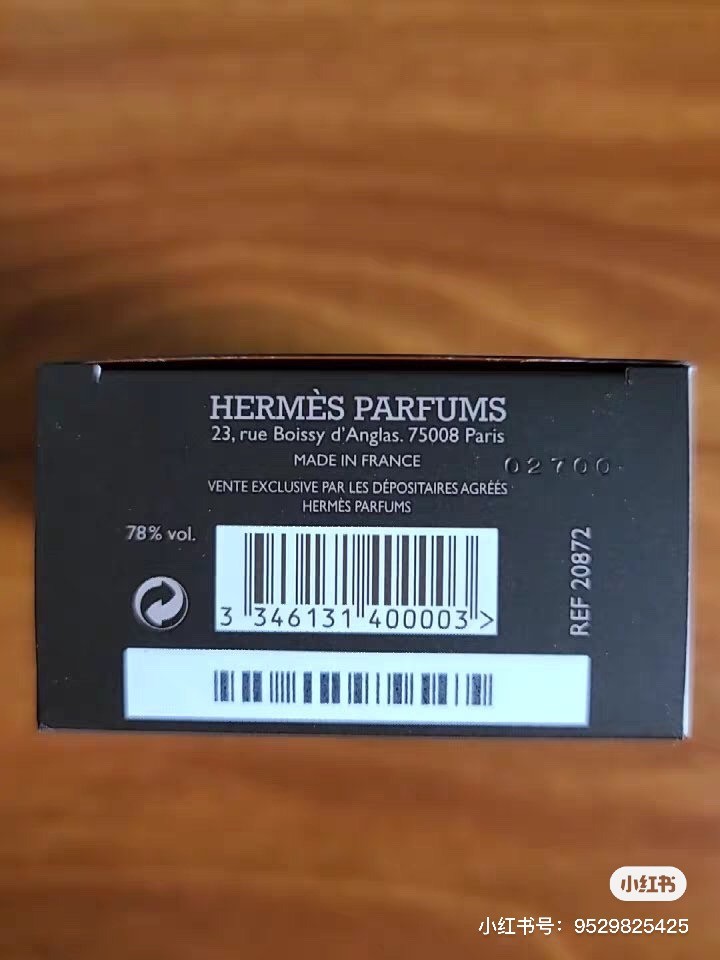 HERMÈS PARFUMS
23, rue Boissy d'Anglas. 75008 Paris
MADE IN FRANCE
02700
VENTE EXCLUSIVE PAR LES DÉPOSITAIRES AGRÉÉS
HERMÈS PARFUMS
78% vol.
3 346131 400003 >
REF 20872
小红书
小红书号：9529825425